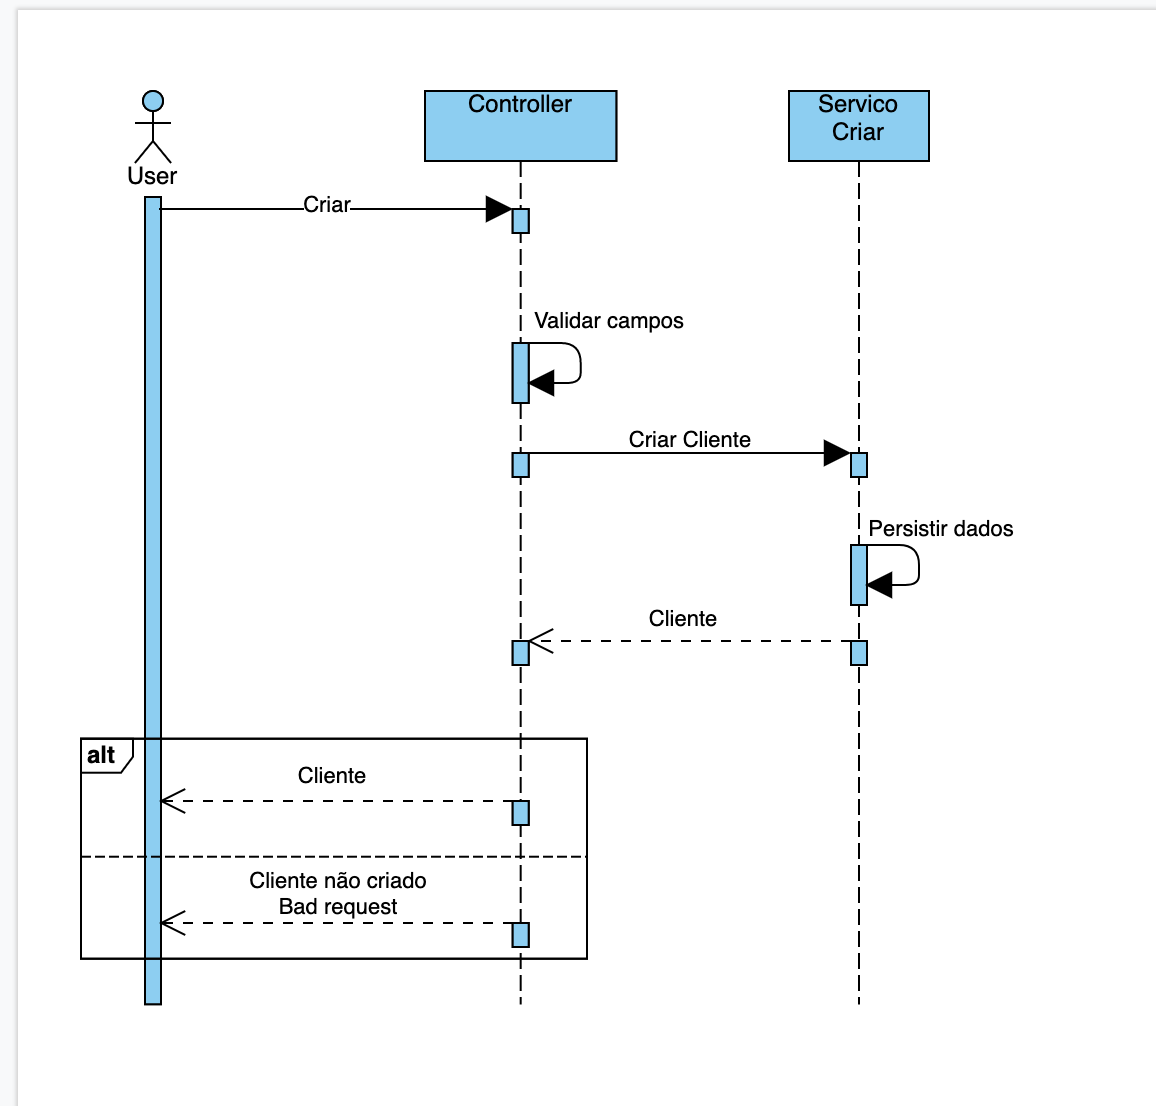 Controller
Servico
Criar
User
Criar
Validar campos
Criar Cliente
Persistir dados
Cliente
alt
Cliente
Cliente não criado
Bad request